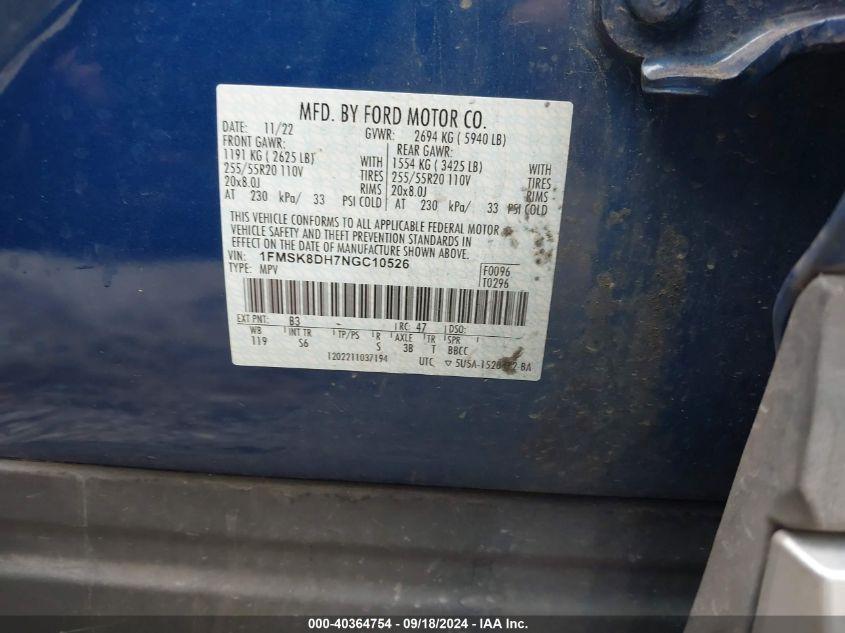 MFD. BY FORD MOTOR CO.
DATE: 11/22 GVWR: 2694 KG ( 5940 LB)
FRONT GAWR: REAR GAWR:
1191 KG ( 2625 LB) WITH 1554 KG ( 3425 LB) WITH
255/55R20 110V TIRES 255/55R20 110V TIRES
20x8.0J RIMS 20x8.0J RIMS
AT 230 kPa/ 33 PSI COLD AT 230 kPa/ 33 PSI COLD
THIS VEHICLE CONFORMS TO ALL APPLICABLE FEDERAL MOTOR
VEHICLE SAFETY AND THEFT PREVENTION STANDARDS IN
EFFECT ON THE DATE OF MANUFACTURE SHOWN ABOVE.
VIN: 1FMSK8DH7NGC10526
TYPE: MPV
F0096
T0296
EXT PNT: B3 - RC: 47 DSO:
WB INT TR TP/PS R AXLE TR SPR
119 S6 S 3B T BBCC
1202211037194 UTC ▽ BA
000-40364754 - 09/18/2024 - 115-US - IAA Inc.